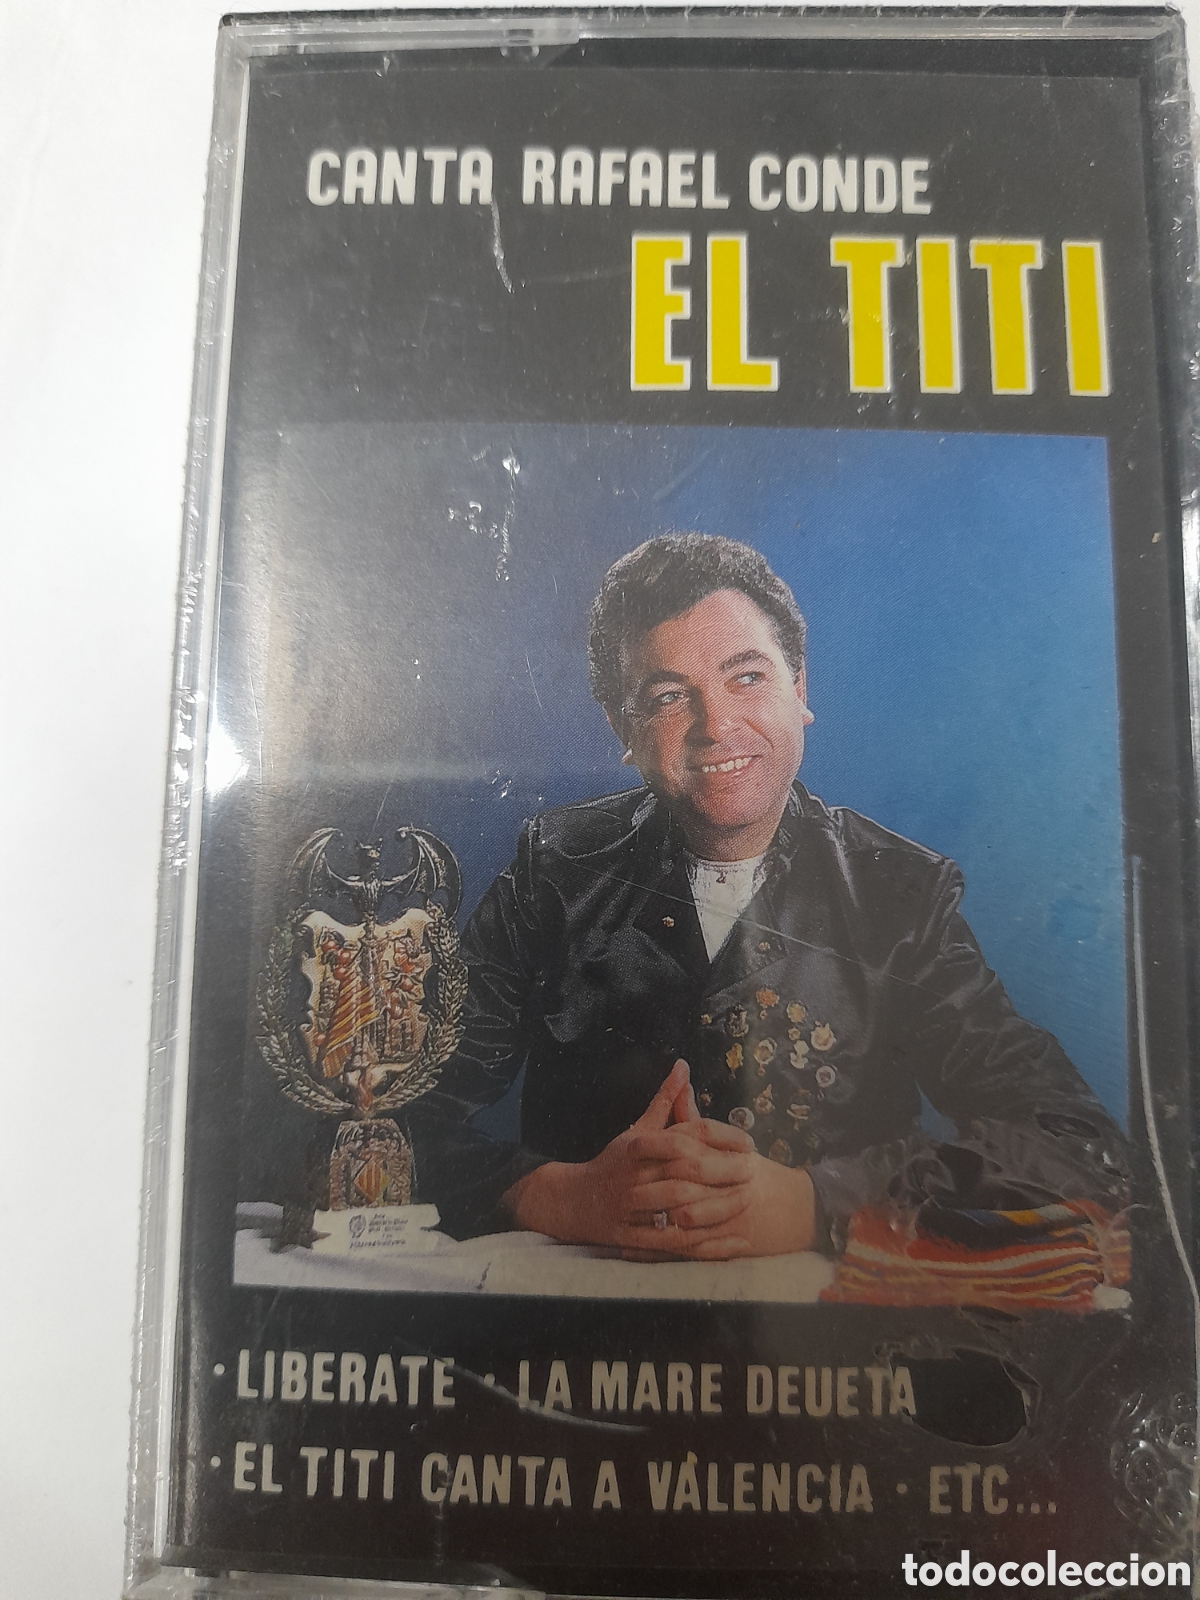 CANTA RAFAEL CONDE
EL TITI
· LIBERATE · LA MARE DEUETA
· EL TITI CANTA A VALENCIA · ETC...
todocoleccion